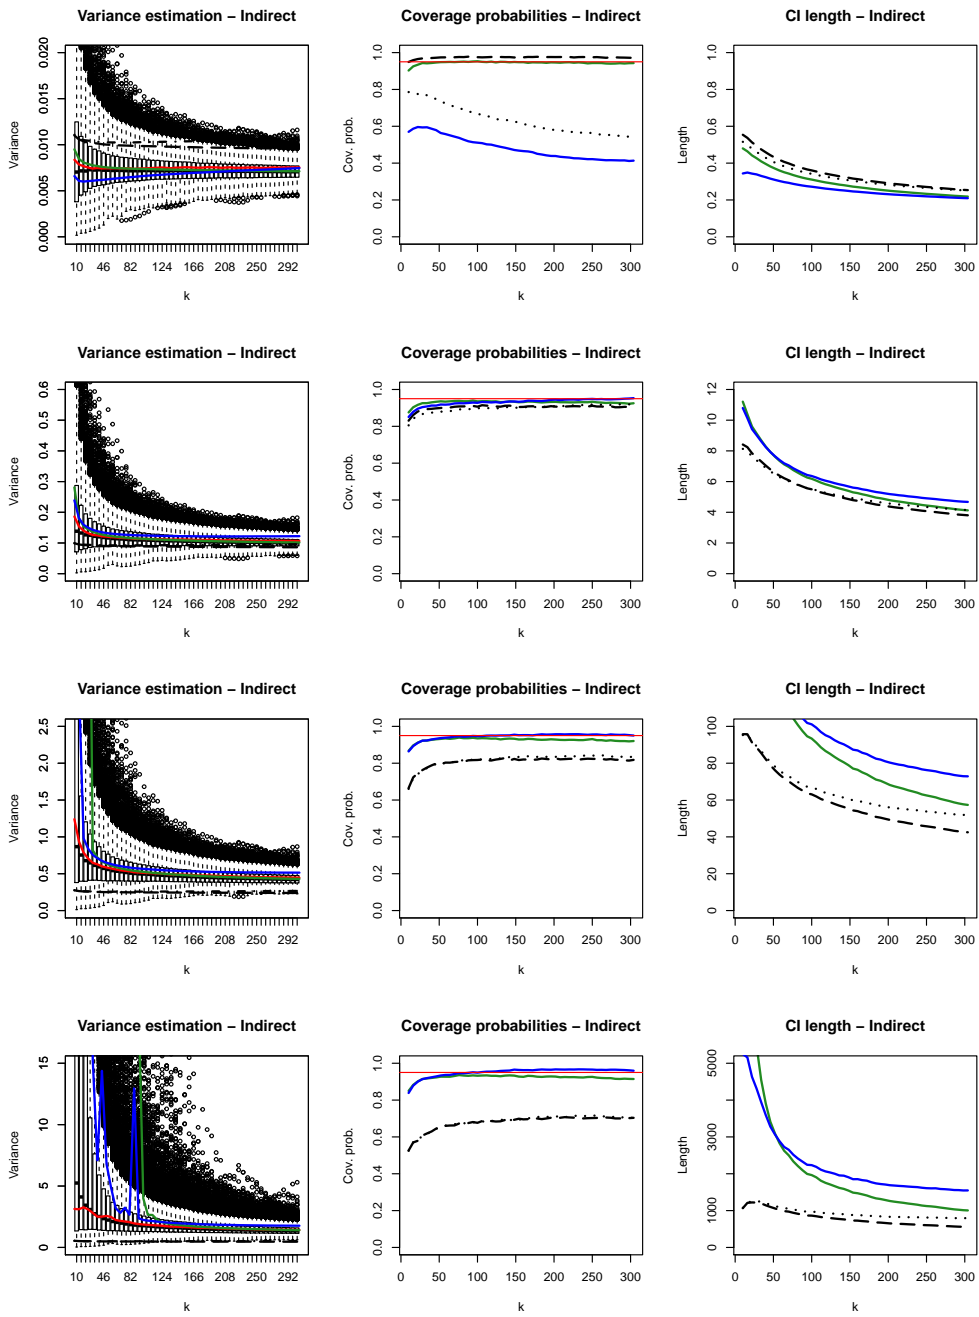 Variance estimation − Indirect
Coverage probabilities − Indirect
CI length − Indirect
Variance
0.000 0.005 0.010 0.015 0.020
10 46 82 124 166 208 250 292
k
Cov. prob.
0.0 0.2 0.4 0.6 0.8 1.0
0 50 100 150 200 250 300
k
Length
0.0 0.2 0.4 0.6 0.8 1.0
0 50 100 150 200 250 300
k
Variance estimation − Indirect
Coverage probabilities − Indirect
CI length − Indirect
Variance
0.0 0.1 0.2 0.3 0.4 0.5 0.6
10 46 82 124 166 208 250 292
k
Cov. prob.
0.0 0.2 0.4 0.6 0.8 1.0
0 50 100 150 200 250 300
k
Length
0 2 4 6 8 10 12
0 50 100 150 200 250 300
k
Variance estimation − Indirect
Coverage probabilities − Indirect
CI length − Indirect
Variance
0.0 0.5 1.0 1.5 2.0 2.5
10 46 82 124 166 208 250 292
k
Cov. prob.
0.0 0.2 0.4 0.6 0.8 1.0
0 50 100 150 200 250 300
k
Length
0 20 40 60 80 100
0 50 100 150 200 250 300
k
Variance estimation − Indirect
Coverage probabilities − Indirect
CI length − Indirect
Variance
0 5 10 15
10 46 82 124 166 208 250 292
k
Cov. prob.
0.0 0.2 0.4 0.6 0.8 1.0
0 50 100 150 200 250 300
k
Length
0 1000 3000 5000
0 50 100 150 200 250 300
k